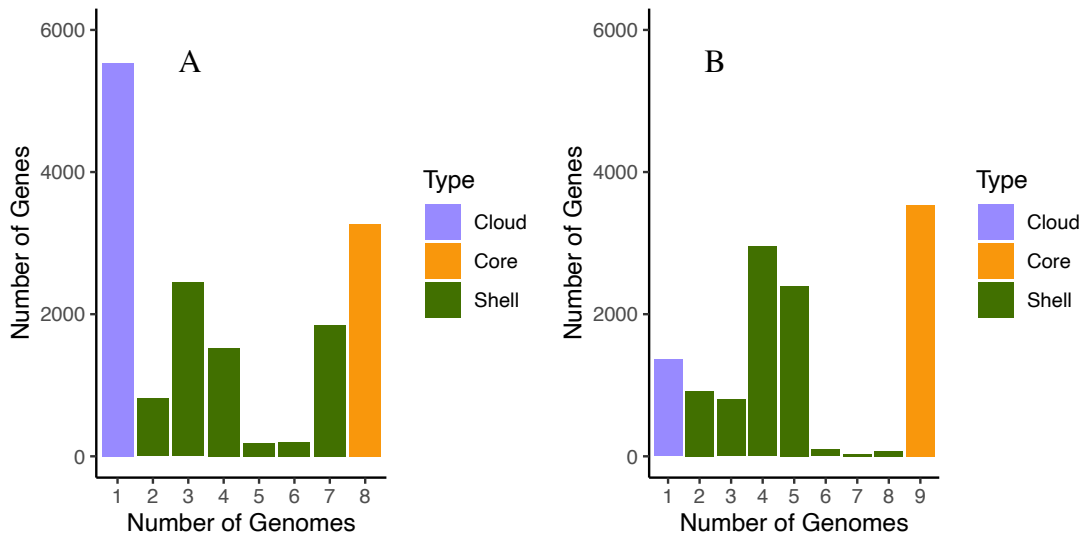 A
Number of Genes
6000
4000
2000
0
1 2 3 4 5 6 7 8
Number of Genomes
Type
Cloud
Core
Shell
B
Number of Genes
6000
4000
2000
0
1 2 3 4 5 6 7 8 9
Number of Genomes
Type
Cloud
Core
Shell